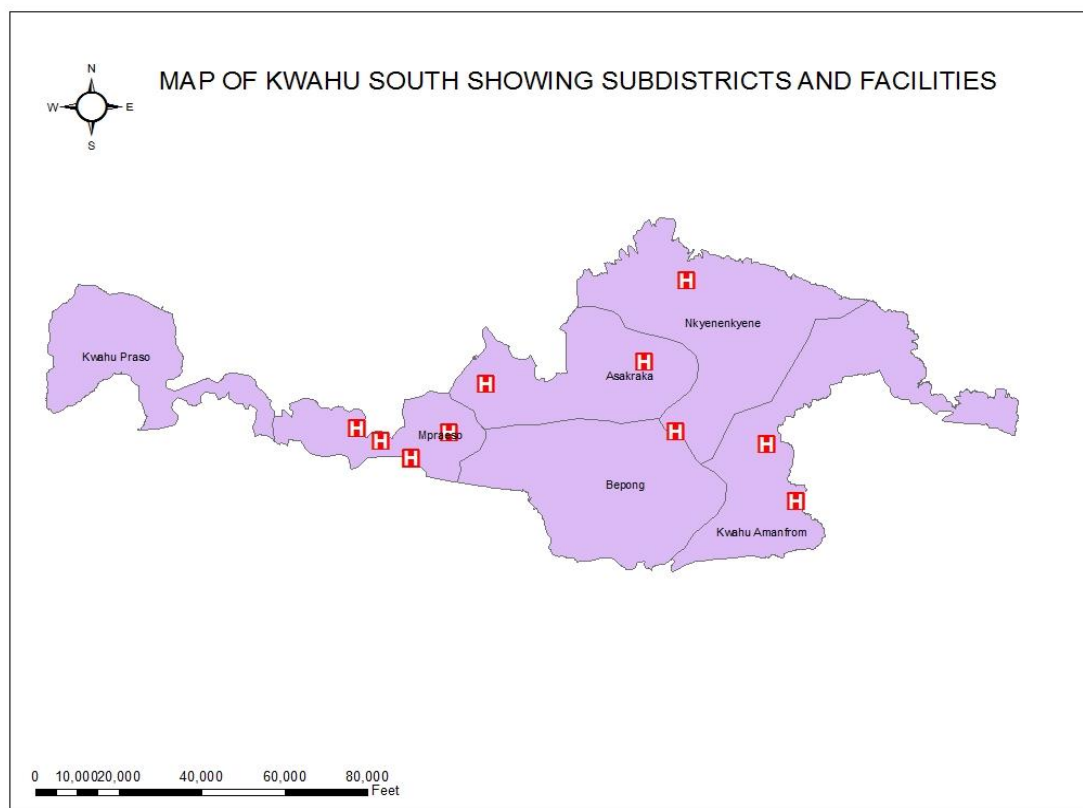 MAP OF KWAHU SOUTH SHOWING SUBDISTRICTS AND FACILITIES
N
W E
S
H
Nkyenenkyene
Kwahu Praso
H
Asakraka
H
H
H
Mpraeso
H
H
H
H
Bepong
H
Kwahu Amanfrom
0 10,000 20,000 40,000 60,000 80,000
Feet